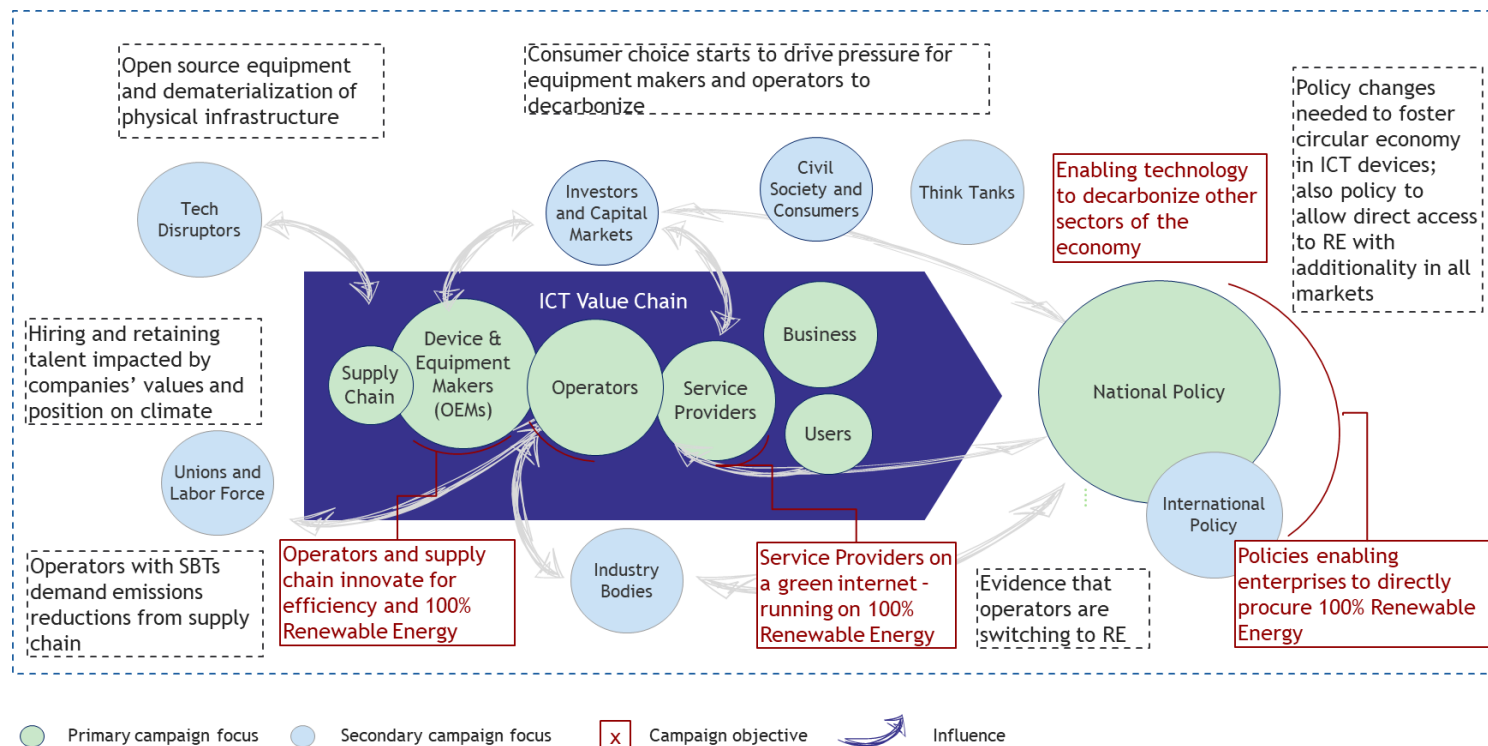 Open source equipment
and dematerialization of
physical infrastructure
Consumer choice starts to drive pressure for
equipment makers and operators to
decarbonize
Policy changes
needed to foster
circular economy
in ICT devices;
also policy to
allow direct access
to RE with
additionality in all
markets
Tech
Disruptors
Investors
and Capital
Markets
Civil
Society and
Consumers
Think Tanks
Enabling technology
to decarbonize other
sectors of the
economy
ICT Value Chain
Hiring and retaining
talent impacted by
companies’ values and
position on climate
Supply
Chain
Device &
Equipment
Makers
(OEMs)
Operators
Service
Providers
Business
Users
National Policy
International
Policy
Unions and
Labor Force
Operators with SBTs
demand emissions
reductions from supply
chain
Operators and supply
chain innovate for
efficiency and 100%
Renewable Energy
Industry
Bodies
Service Providers on
a green internet –
running on 100%
Renewable Energy
Evidence that
operators are
switching to RE
Policies enabling
enterprises to directly
procure 100% Renewable
Energy
Primary campaign focus
Secondary campaign focus
x
Campaign objective
Influence